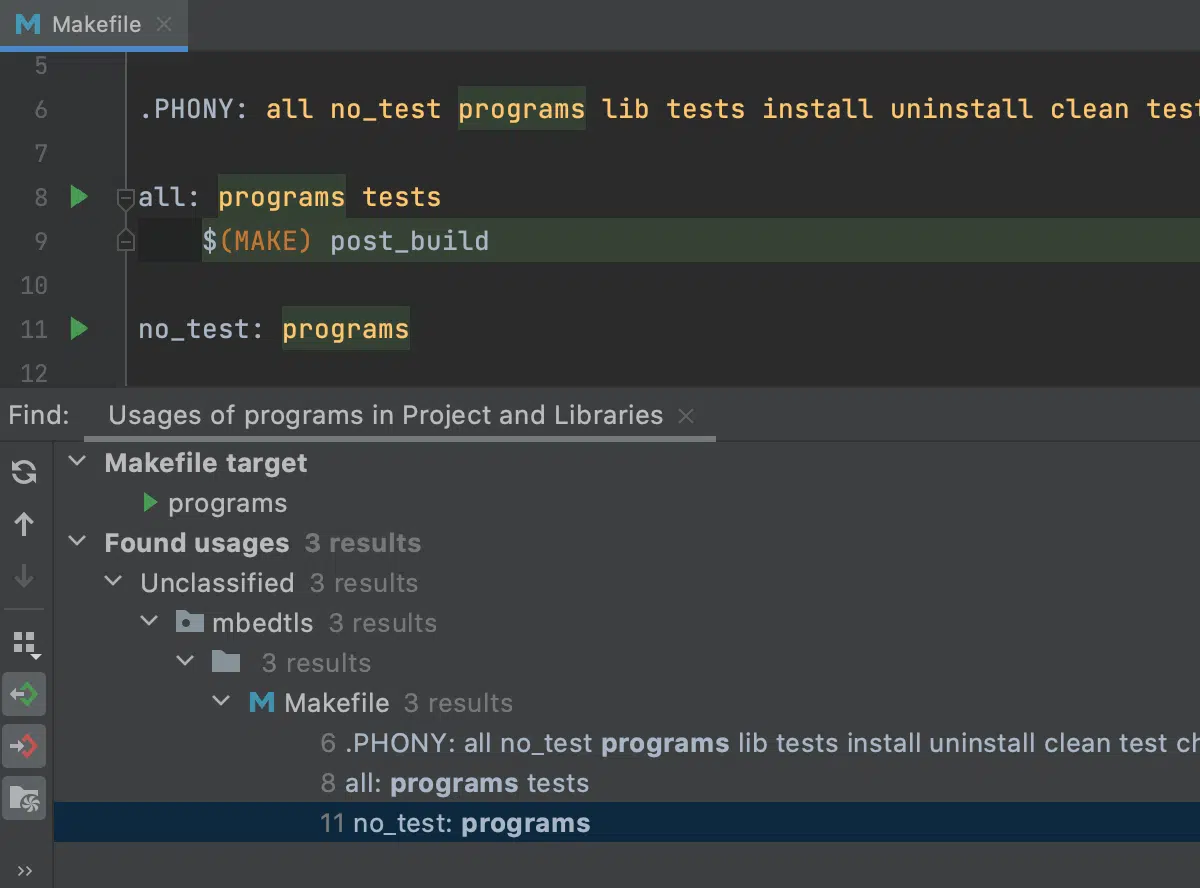 Makefile
5
6 .PHONY: all no_test programs lib tests install uninstall clean test
7
8 all: programs tests
9 $(MAKE) post_build
10
11 no_test: programs
12
Find: Usages of programs in Project and Libraries
Makefile target
programs
Found usages 3 results
Unclassified 3 results
mbedtls 3 results
3 results
Makefile 3 results
6 .PHONY: all no_test programs lib tests install uninstall clean test ch
8 all: programs tests
11 no_test: programs